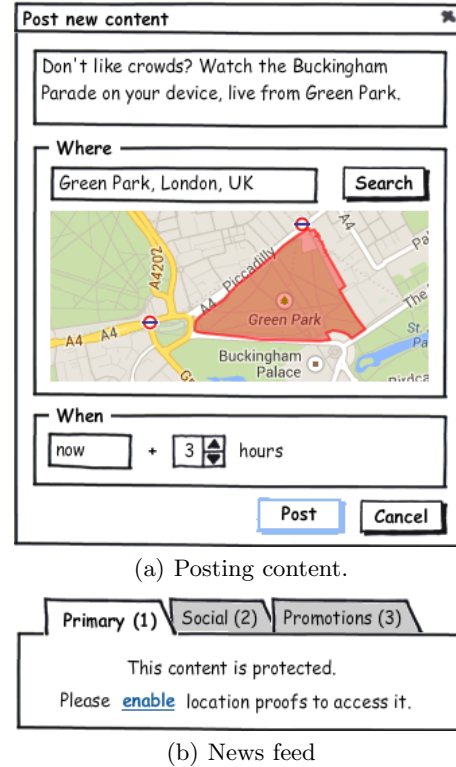 Post new content
Don't like crowds? Watch the Buckingham
Parade on your device, live from Green Park.
Where
Green Park, London, UK
Search
A4202
A4
Piccadilly
A4
A4
A4
Green Park
Buckingham
Palace
The
St.
When
now + 3 hours
Post
Cancel
(a) Posting content.
Primary (1) Social (2) Promotions (3)
This content is protected.
Please enable location proofs to access it.
(b) News feed